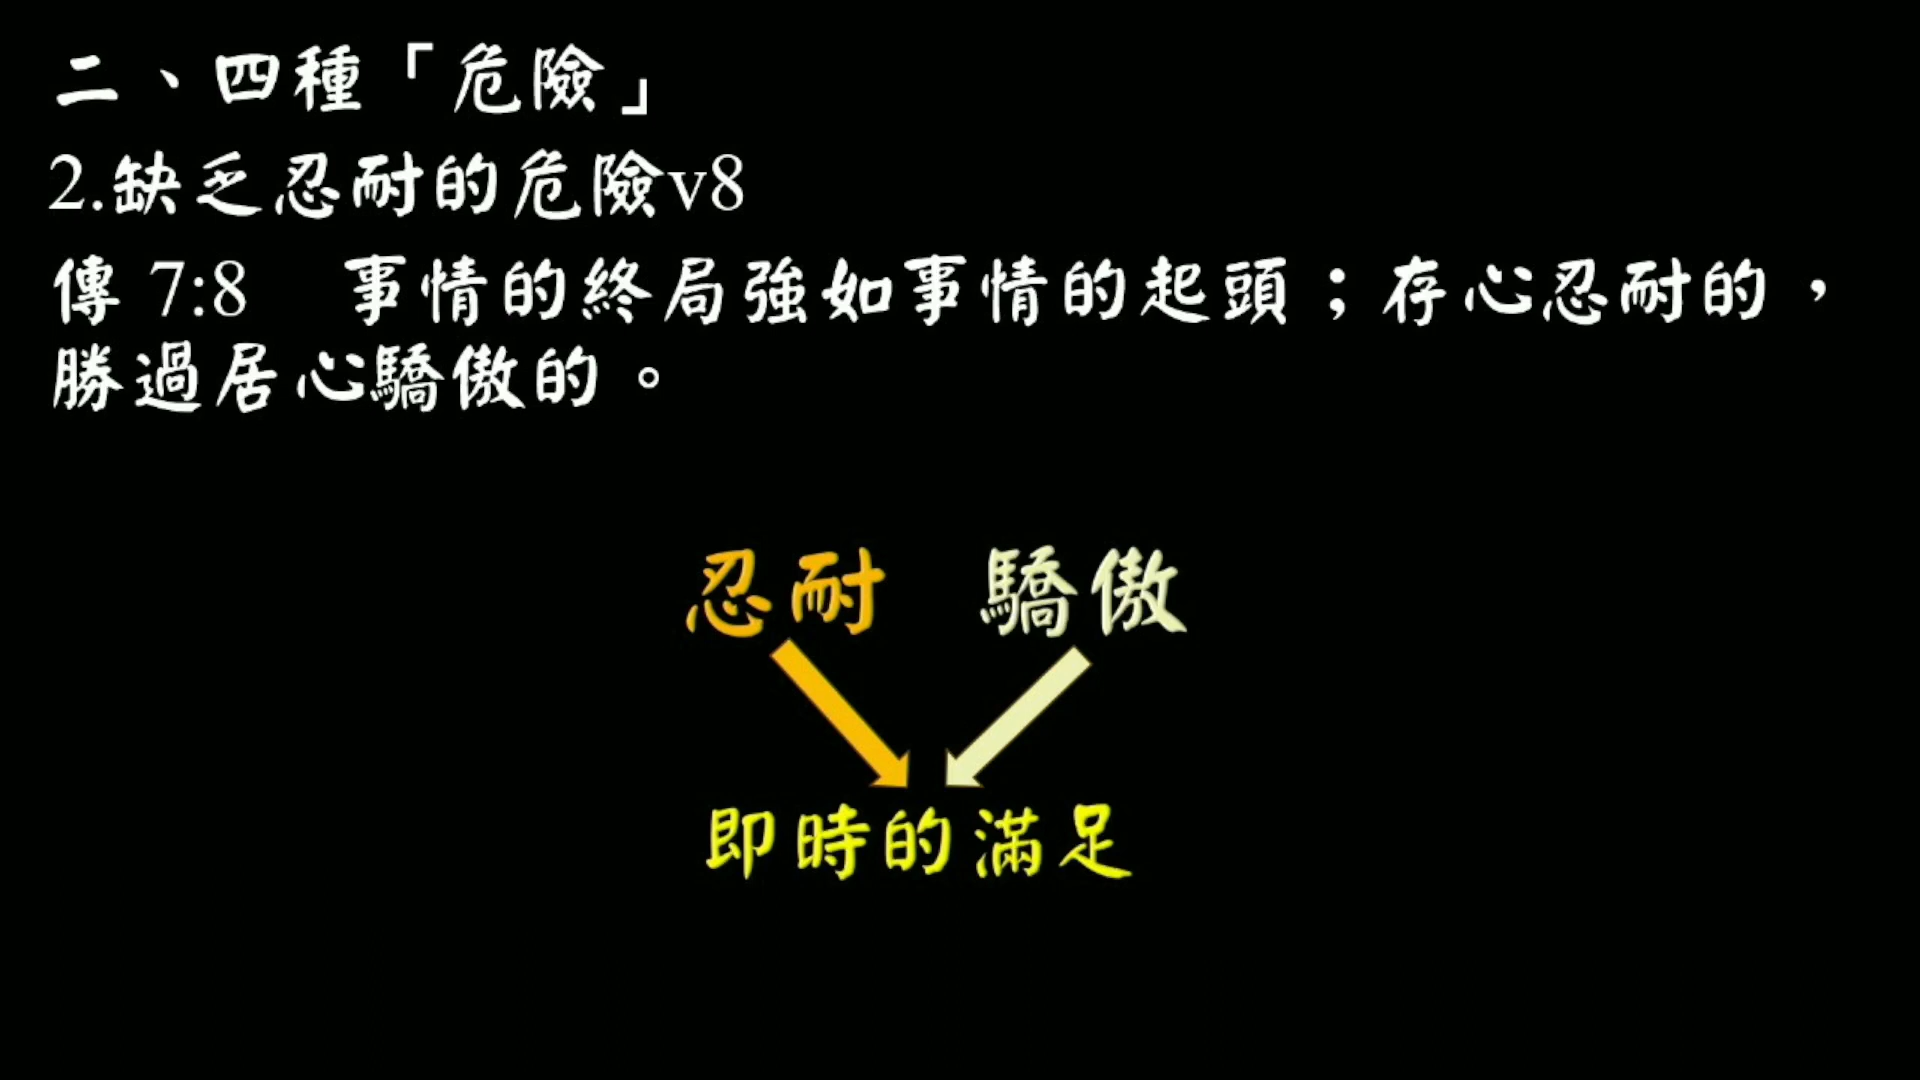 二、四種「危險」
2.缺乏忍耐的危險v8
傳 7:8　事情的終局強如事情的起頭；存心忍耐的，
勝過居心驕傲的。
忍耐　驕傲
即時的滿足